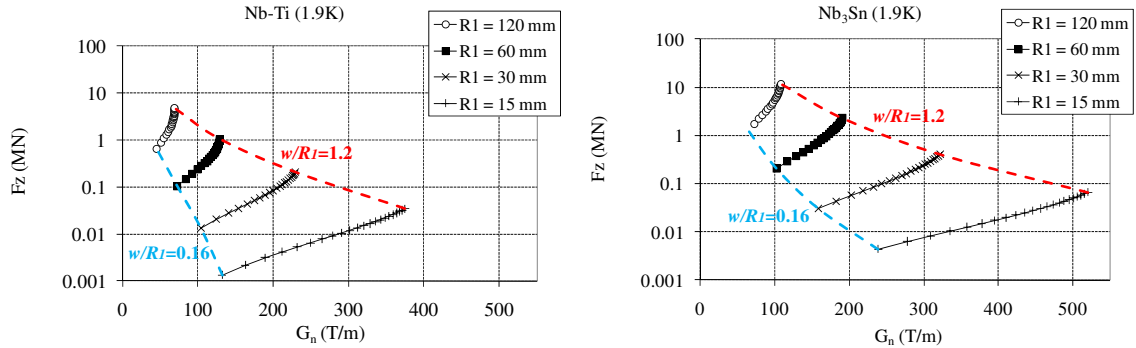 Nb-Ti (1.9K)
R1 = 120 mm
R1 = 60 mm
R1 = 30 mm
R1 = 15 mm
Fz (MN)
100
10
1
0.1
0.01
0.001
w/R1=1.2
w/R1=0.16
0 100 200 300 400 500
Gn (T/m)
Nb3Sn (1.9K)
R1 = 120 mm
R1 = 60 mm
R1 = 30 mm
R1 = 15 mm
Fz (MN)
100
10
1
0.1
0.01
0.001
w/R1=1.2
w/R1=0.16
0 100 200 300 400 500
Gn (T/m)